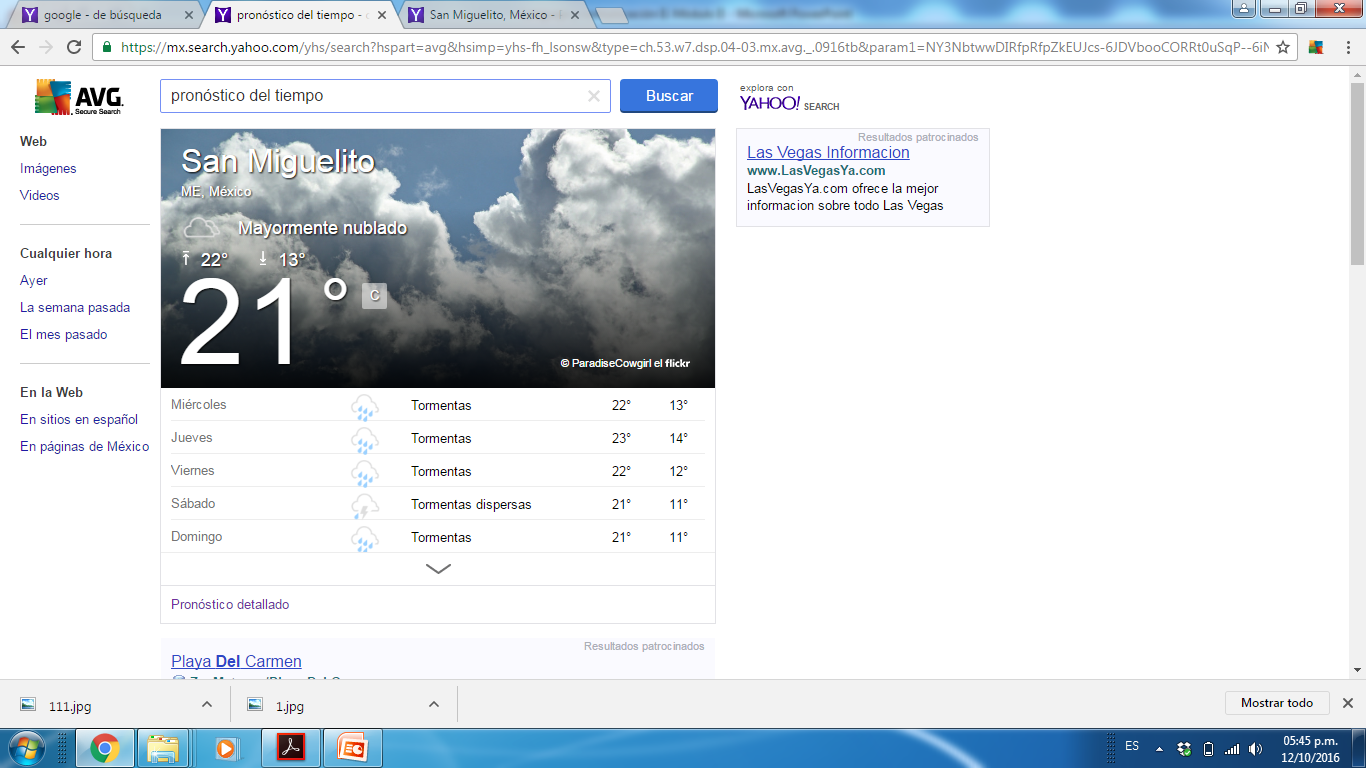 google - de búsqueda
pronóstico del tiempo -
San Miguelito, México -
https://mx.search.yahoo.com/yhs/search?hspart=avg&hsimp=yhs-fh_lsonsw&type=ch.53.w7.dsp.04-03.mx.avg._.0916tb&param1=NY3NbtwwDIRfpRfpZkEUJcs-6JDVbooCORRt0uSqP--6iN
AVG.
Secure Search
pronóstico del tiempo
Buscar
explora con
YAHOO! SEARCH
Web
Imágenes
Videos
Cualquier hora
Ayer
La semana pasada
El mes pasado
En la Web
En sitios en español
En páginas de México
San Miguelito
ME, México
Mayormente nublado
22° 13°
21° C
© ParadiseCowgirl el flickr
Miércoles Tormentas 22° 13°
Jueves Tormentas 23° 14°
Viernes Tormentas 22° 12°
Sábado Tormentas dispersas 21° 11°
Domingo Tormentas 21° 11°
Pronóstico detallado
Resultados patrocinados
Las Vegas Informacion
www.LasVegasYa.com
LasVegasYa.com ofrece la mejor
informacion sobre todo Las Vegas
Resultados patrocinados
Playa Del Carmen
111.jpg
1.jpg
Mostrar todo
ES
05:45 p.m.
12/10/2016